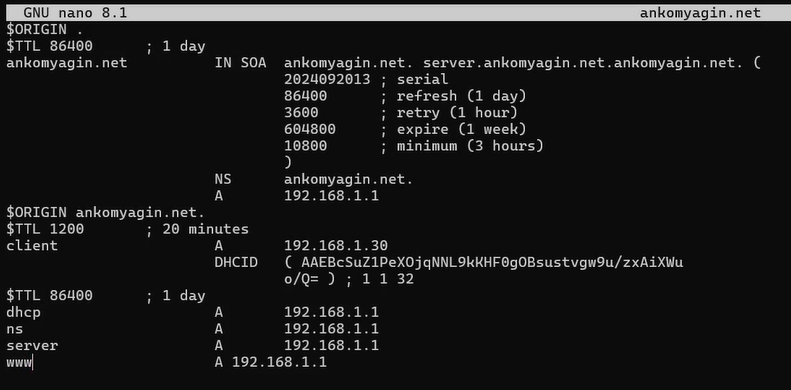 GNU nano 8.1 ankomyagin.net
$ORIGIN .
$TTL 86400 ; 1 day
ankomyagin.net IN SOA ankomyagin.net. server.ankomyagin.net.ankomyagin.net. (
2024092013 ; serial
86400 ; refresh (1 day)
3600 ; retry (1 hour)
604800 ; expire (1 week)
10800 ; minimum (3 hours)
)
NS ankomyagin.net.
A 192.168.1.1
$ORIGIN ankomyagin.net.
$TTL 1200 ; 20 minutes
client A 192.168.1.30
DHCID ( AAEBcSuZ1PeXOjqNNL9kKHF0gOBsustvgw9u/zxAiXWu
o/Q= ) ; 1 1 32
$TTL 86400 ; 1 day
dhcp A 192.168.1.1
ns A 192.168.1.1
server A 192.168.1.1
www A 192.168.1.1